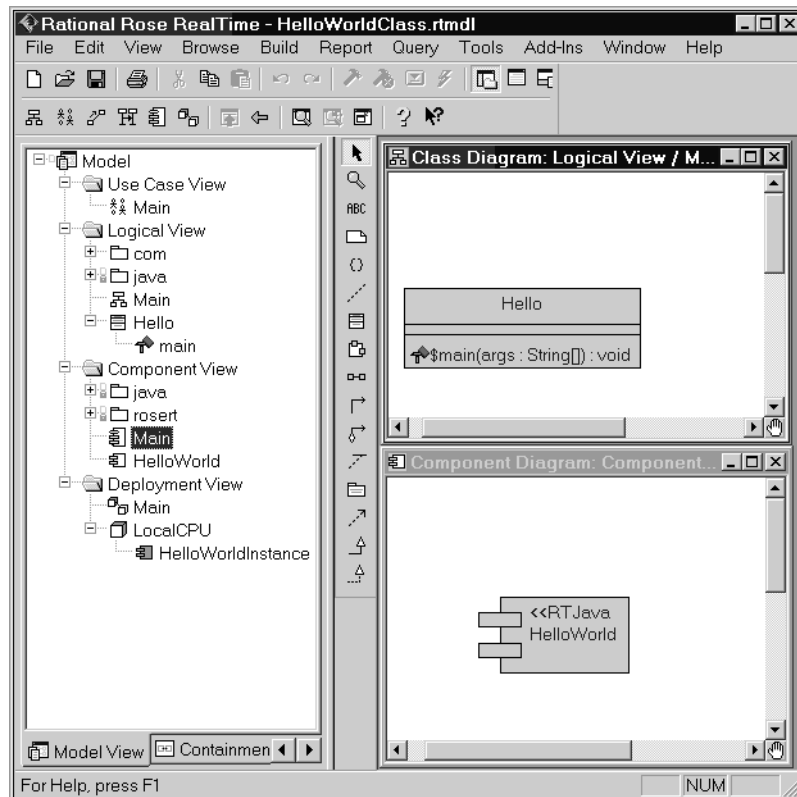 Rational Rose RealTime - HelloWorldClass.rtmdl
File Edit View Browse Build Report Query Tools Add-Ins Window Help
ABC
Model
Use Case View
Main
Logical View
com
java
Main
Hello
main
Component View
java
rosert
Main
HelloWorld
Deployment View
Main
LocalCPU
HelloWorldInstance
Model View Containmen
Class Diagram: Logical View / M...
Hello
$main(args : String[]) : void
Component Diagram: Component...
<<RTJava
HelloWorld
For Help, press F1
NUM